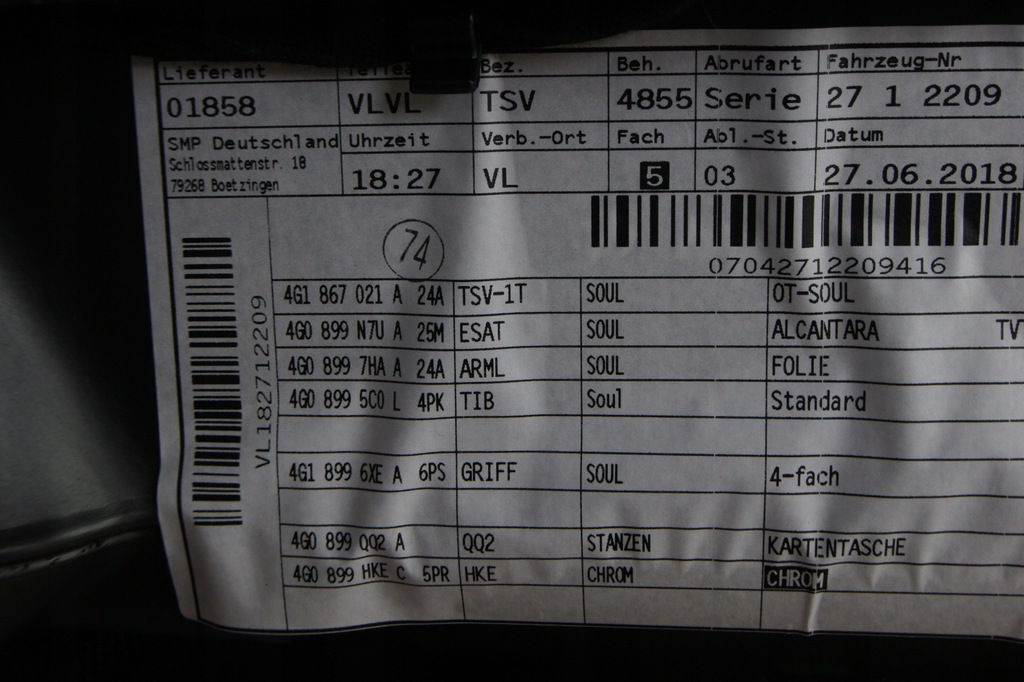 Lieferant Bez. Beh. Abrufart Fahrzeug-Nr
01858 VLVL TSV 4855 Serie 27 1 2209
SMP Deutschland Uhrzeit Verb.-Ort Fach Abl.-St. Datum
Schlossmattenstr. 18
79268 Boetzingen 18:27 VL 5 03 27.06.2018
74
07042712209416
VL182712209
4G1 867 021 A 24A TSV-1T SOUL OT-SOUL
4G0 899 N7U A 25M ESAT SOUL ALCANTARA
4G0 899 7HA A 24A ARML SOUL FOLIE
4G0 899 5C0 L 4PK TIB Soul Standard
4G1 899 6XE A 6PS GRIFF SOUL 4-fach
4G0 899 QQ2 A QQ2 STANZEN KARTENTASCHE
4G0 899 HKE C 5PR HKE CHROM CHROM